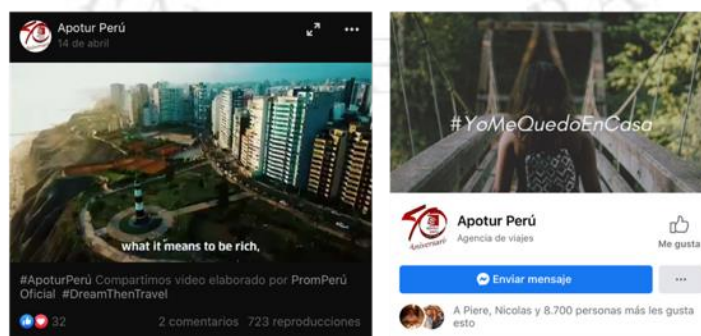 Apotur Perú
14 de abril
what it means to be rich,
#ApoturPerú Compartimos video elaborado por PromPerú
Oficial #DreamThenTravel
32
2 comentarios 723 reproducciones
#YoMeQuedoEnCasa
Aniversario
Apotur Perú
Agencia de viajes
Me gusta
Enviar mensaje
A Piere, Nicolas y 8.700 personas más les gusta
esto